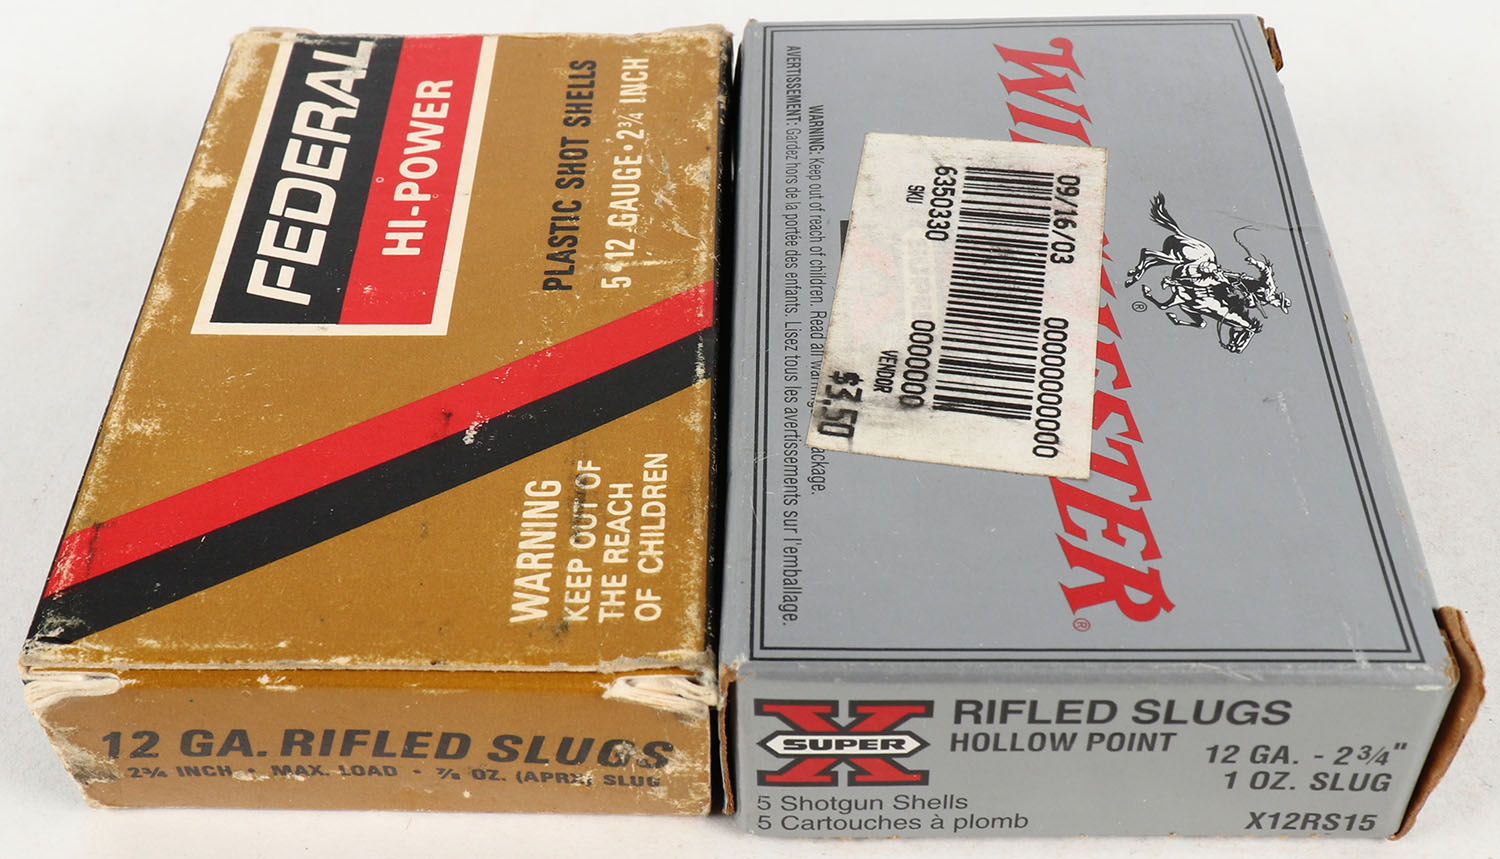 FEDERAL
HI-POWER
PLASTIC SHOT SHELLS
5 • 12 GAUGE • 2¾ INCH
WARNING
KEEP OUT OF
THE REACH
OF CHILDREN
12 GA. RIFLED SLUGS
2¾ INCH • MAX. LOAD • ⅞ OZ. (APRX) SLUG
WINCHESTER
®
®
09/16/03
000000000000
6350330
SKU
0000000
VENDOR
$3.50
WARNING: Keep out of reach of children. Read all warnings package.
AVERTISSEMENT: Gardez hors de la portée des enfants. Lisez tous les avertissements sur l'emballage.
SUPER X
RIFLED SLUGS
HOLLOW POINT
12 GA. - 2 3/4"
1 OZ. SLUG
5 Shotgun Shells
5 Cartouches à plomb
X12RS15